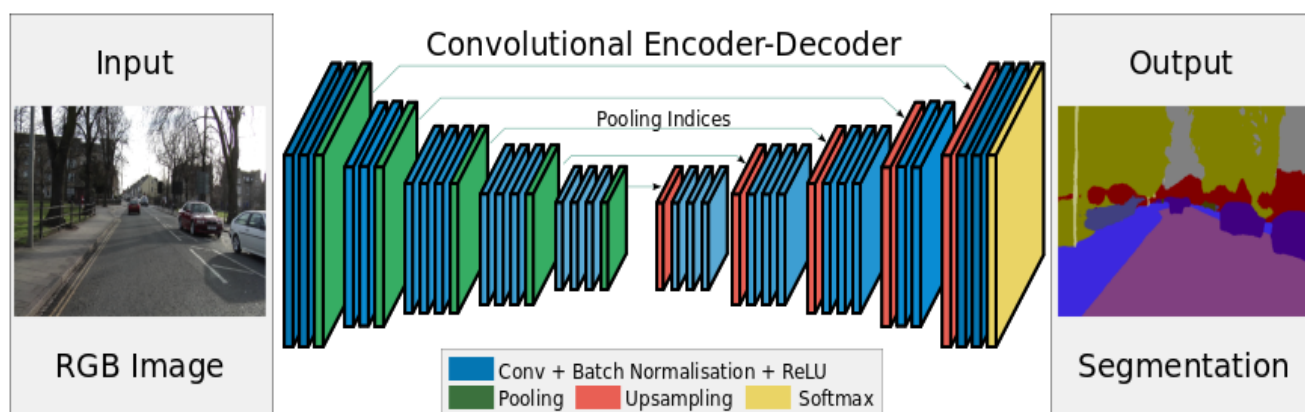 Input
RGB Image
Convolutional Encoder-Decoder
Pooling Indices
Conv + Batch Normalisation + ReLU
Pooling Upsampling Softmax
Output
Segmentation